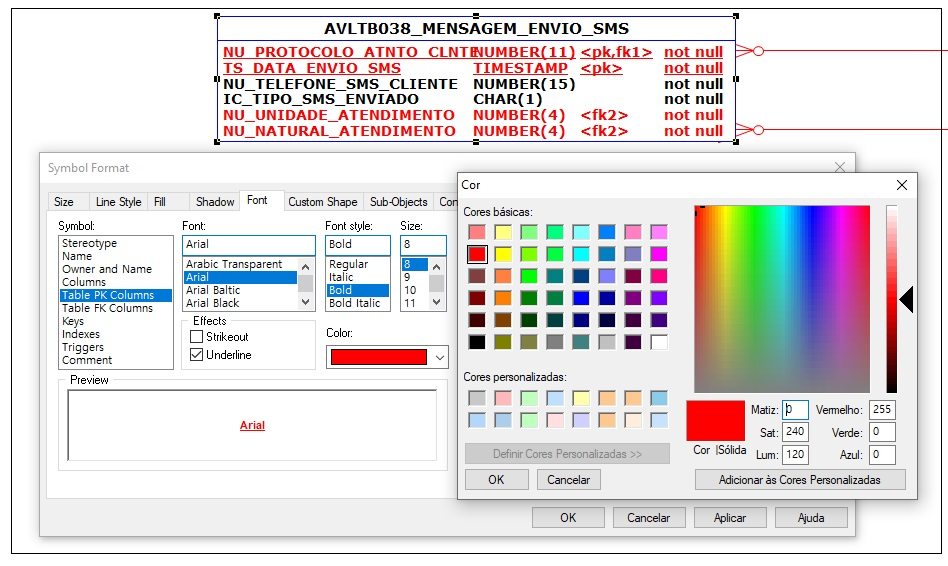 AVLTB038_MENSAGEM_ENVIO_SMS
NU_PROTOCOLO_ATNTO_CLNTE NUMBER(11) <pk,fk1> not null
TS_DATA_ENVIO_SMS TIMESTAMP <pk> not null
NU_TELEFONE_SMS_CLIENTE NUMBER(15) not null
IC_TIPO_SMS_ENVIADO CHAR(1) not null
NU_UNIDADE_ATENDIMENTO NUMBER(4) <fk2> not null
NU_NATURAL_ATENDIMENTO NUMBER(4) <fk2> not null
Symbol Format
Size Line Style Fill Shadow Font Custom Shape Sub-Objects Con
Symbol:
Stereotype
Name
Owner and Name
Columns
Table PK Columns
Table FK Columns
Keys
Indexes
Triggers
Comment
Font:
Arial
Arabic Transparent
Arial
Arial Baltic
Arial Black
Font style:
Bold
Regular
Italic
Bold
Bold Italic
Size:
8
8
9
10
11
Effects
Strikeout
Underline
Color:
Preview
Arial
OK Cancelar Aplicar Ajuda
Cor
Cores básicas:
Cores personalizadas:
Definir Cores Personalizadas >>
OK Cancelar
Cor |Sólida
Matiz: 0 Vermelho: 255
Sat: 240 Verde: 0
Lum: 120 Azul: 0
Adicionar às Cores Personalizadas